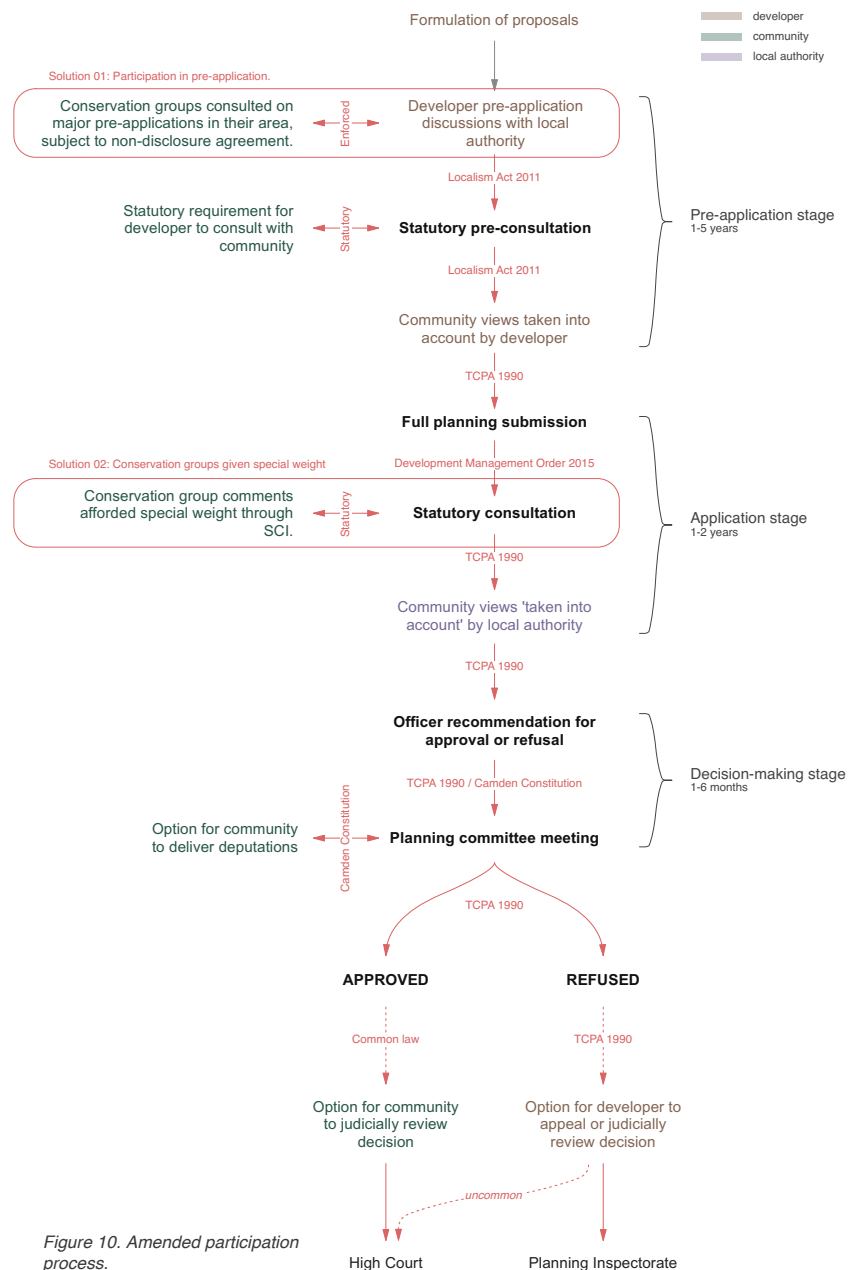 Formulation of proposals
developer
community
local authority
Solution 01: Participation in pre-application.
Conservation groups consulted on
major pre-applications in their area,
subject to non-disclosure agreement.
Enforced
Developer pre-application
discussions with local
authority
Localism Act 2011
Statutory requirement for
developer to consult with
community
Statutory
Statutory pre-consultation
Pre-application stage
1-5 years
Localism Act 2011
Community views taken into
account by developer
TCPA 1990
Full planning submission
Solution 02: Conservation groups given special weight
Development Management Order 2015
Conservation group comments
afforded special weight through
SCI.
Statutory
Statutory consultation
Application stage
1-2 years
TCPA 1990
Community views 'taken into
account' by local authority
TCPA 1990
Officer recommendation for
approval or refusal
TCPA 1990 / Camden Constitution
Decision-making stage
1-6 months
Option for community
to deliver deputations
Camden Constitution
Planning committee meeting
TCPA 1990
APPROVED
REFUSED
Common law
TCPA 1990
Option for community
to judicially review
decision
Option for developer to
appeal or judicially
review decision
uncommon
High Court
Planning Inspectorate
Figure 10. Amended participation
process.